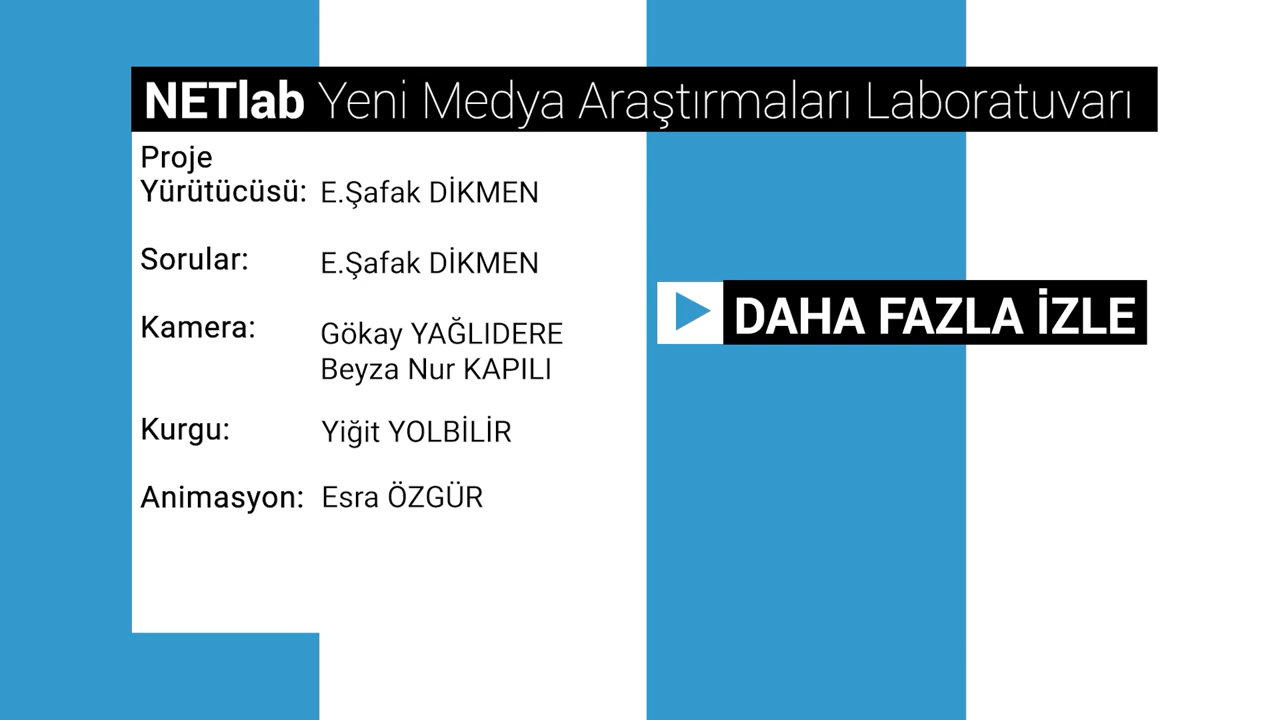 NETlab Yeni Medya Araştırmaları Laboratuvarı
Proje
Yürütücüsü: E.Şafak DİKMEN
Sorular: E.Şafak DİKMEN
Kamera: Gökay YAĞLIDERE
Beyza Nur KAPILI
Kurgu: Yiğit YOLBİLİR
Animasyon: Esra ÖZGÜR
DAHA FAZLA İZLE